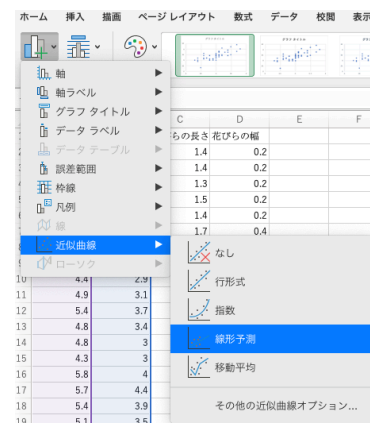 ホーム 挿入 描画 ページ レイアウト 数式 データ 校閲 表示
軸
軸ラベル
グラフ タイトル
データ ラベル
データ テーブル
誤差範囲
枠線
凡例
線
近似曲線
ローソク
なし
行形式
指数
線形予測
移動平均
その他の近似曲線オプション...
C D E F
らの長さ 花びらの幅
1.4 0.2
1.4 0.2
1.3 0.2
1.5 0.2
1.4 0.2
1.7 0.4
10 4.4 2.9
11 4.9 3.1
12 5.4 3.7
13 4.8 3.4
14 4.8 3
15 4.3 3
16 5.8 4
17 5.7 4.4
18 5.4 3.9
19 5.1 3.5